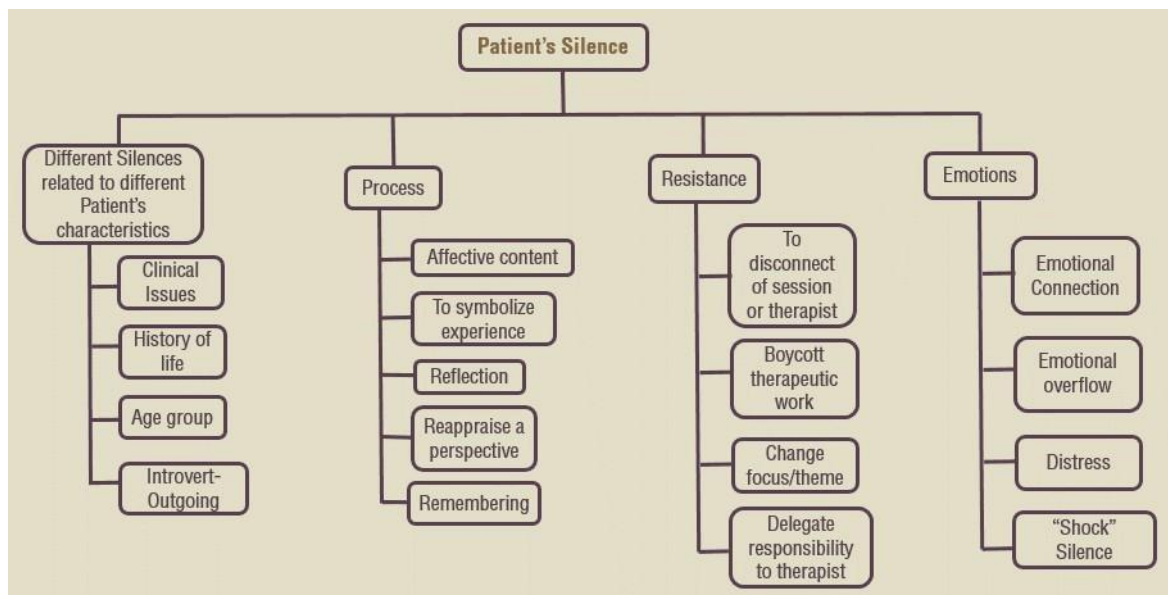 Patient's Silence
Different Silences
related to different
Patient's
characteristics
Clinical
Issues
History of
life
Age group
Introvert-
Outgoing
Process
Affective content
To symbolize
experience
Reflection
Reappraise a
perspective
Remembering
Resistance
To
disconnect
of session
or therapist
Boycott
therapeutic
work
Change
focus/theme
Delegate
responsibility
to therapist
Emotions
Emotional
Connection
Emotional
overflow
Distress
“Shock”
Silence